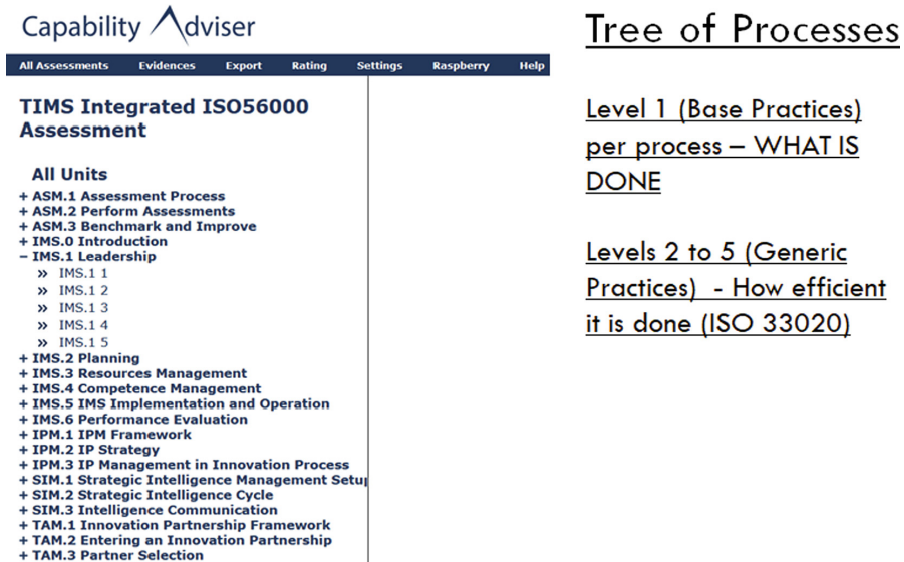 Capability Adviser
All Assessments Evidences Export Rating Settings Raspberry Help
TIMS Integrated ISO56000
Assessment
All Units
+ ASM.1 Assessment Process
+ ASM.2 Perform Assessments
+ ASM.3 Benchmark and Improve
+ IMS.0 Introduction
− IMS.1 Leadership
» IMS.1 1
» IMS.1 2
» IMS.1 3
» IMS.1 4
» IMS.1 5
+ IMS.2 Planning
+ IMS.3 Resources Management
+ IMS.4 Competence Management
+ IMS.5 IMS Implementation and Operation
+ IMS.6 Performance Evaluation
+ IPM.1 IPM Framework
+ IPM.2 IP Strategy
+ IPM.3 IP Management in Innovation Process
+ SIM.1 Strategic Intelligence Management Setup
+ SIM.2 Strategic Intelligence Cycle
+ SIM.3 Intelligence Communication
+ TAM.1 Innovation Partnership Framework
+ TAM.2 Entering an Innovation Partnership
+ TAM.3 Partner Selection
Tree of Processes
Level 1 (Base Practices)
per process – WHAT IS
DONE
Levels 2 to 5 (Generic
Practices) - How efficient
it is done (ISO 33020)